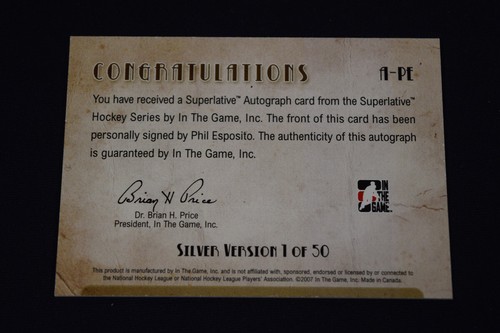 CONGRATULATIONS A-PE
You have received a Superlative™ Autograph card from the Superlative™
Hockey Series by In The Game, Inc. The front of this card has been
personally signed by Phil Esposito. The authenticity of this autograph
is guaranteed by In The Game, Inc.
Brian H Price
Dr. Brian H. Price
President, In The Game, Inc.
IN
THE
GAME.
SILVER VERSION 1 OF 50
This product is manufactured by In The Game, Inc. and is not affiliated with, sponsored, endorsed or licensed by or connected to
the National Hockey League or National Hockey League Players' Association. ©2007 In The Game, Inc. Made in Canada.